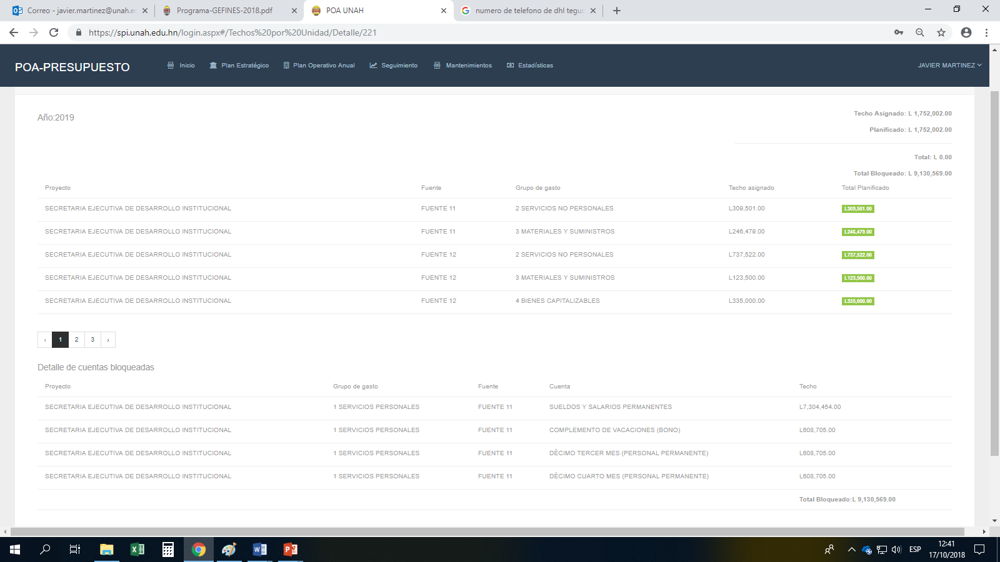 Correo - javier.martinez@unah.e
Programa-GEFINES-2018.pdf
POA UNAH
numero de telefono de dhl teguc
https://spi.unah.edu.hn/login.aspx#/Techos%20por%20Unidad/Detalle/221
POA-PRESUPUESTO
Inicio
Plan Estratégico
Plan Operativo Anual
Seguimiento
Mantenimientos
Estadísticas
JAVIER MARTINEZ
Año:2019
Techo Asignado: L 1,752,002.00
Planificado: L 1,752,002.00
Total: L 0.00
Total Bloqueado: L 9,130,569.00
Proyecto Fuente Grupo de gasto Techo asignado Total Planificado
SECRETARIA EJECUTIVA DE DESARROLLO INSTITUCIONAL FUENTE 11 2 SERVICIOS NO PERSONALES L309,501.00 L309,501.00
SECRETARIA EJECUTIVA DE DESARROLLO INSTITUCIONAL FUENTE 11 3 MATERIALES Y SUMINISTROS L246,479.00 L246,479.00
SECRETARIA EJECUTIVA DE DESARROLLO INSTITUCIONAL FUENTE 12 2 SERVICIOS NO PERSONALES L737,522.00 L737,522.00
SECRETARIA EJECUTIVA DE DESARROLLO INSTITUCIONAL FUENTE 12 3 MATERIALES Y SUMINISTROS L123,500.00 L123,500.00
SECRETARIA EJECUTIVA DE DESARROLLO INSTITUCIONAL FUENTE 12 4 BIENES CAPITALIZABLES L335,000.00 L335,000.00
‹ 1 2 3 ›
Detalle de cuentas bloqueadas
Proyecto Grupo de gasto Fuente Cuenta Techo
SECRETARIA EJECUTIVA DE DESARROLLO INSTITUCIONAL 1 SERVICIOS PERSONALES FUENTE 11 SUELDOS Y SALARIOS PERMANENTES L7,304,454.00
SECRETARIA EJECUTIVA DE DESARROLLO INSTITUCIONAL 1 SERVICIOS PERSONALES FUENTE 11 COMPLEMENTO DE VACACIONES (BONO) L608,705.00
SECRETARIA EJECUTIVA DE DESARROLLO INSTITUCIONAL 1 SERVICIOS PERSONALES FUENTE 11 DÉCIMO TERCER MES (PERSONAL PERMANENTE) L608,705.00
SECRETARIA EJECUTIVA DE DESARROLLO INSTITUCIONAL 1 SERVICIOS PERSONALES FUENTE 11 DÉCIMO CUARTO MES (PERSONAL PERMANENTE) L608,705.00
Total Bloqueado:L 9,130,569.00
ESP
12:41
17/10/2018